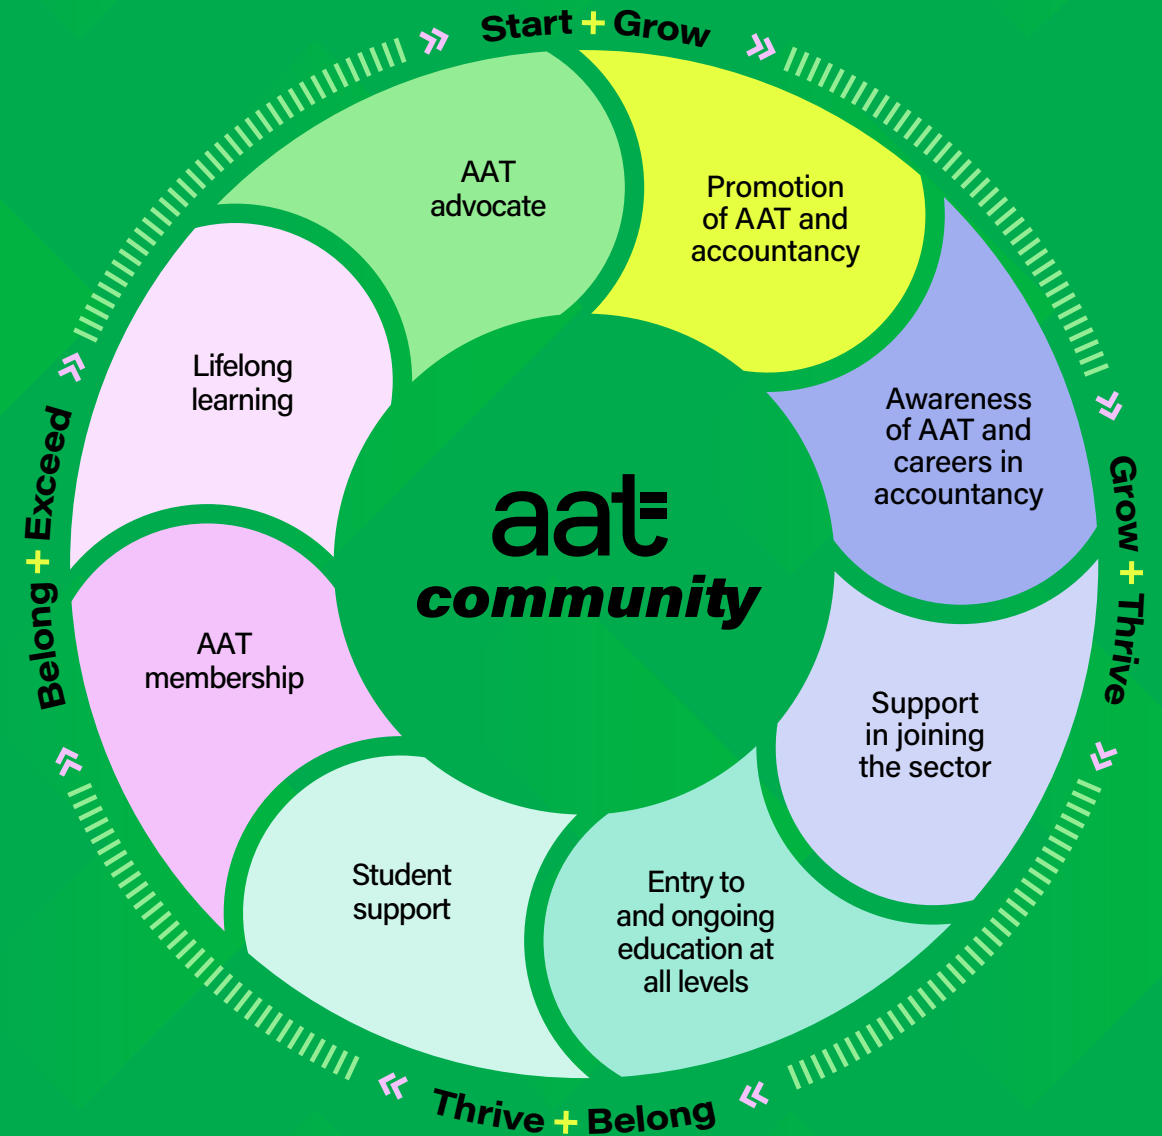 Start + Grow
AAT
advocate
Promotion
of AAT and
accountancy
Awareness
of AAT and
careers in
accountancy
Grow + Thrive
Support
in joining
the sector
Entry to
and ongoing
education at
all levels
Thrive + Belong
Student
support
AAT
membership
Belong + Exceed
Lifelong
learning
aat
community